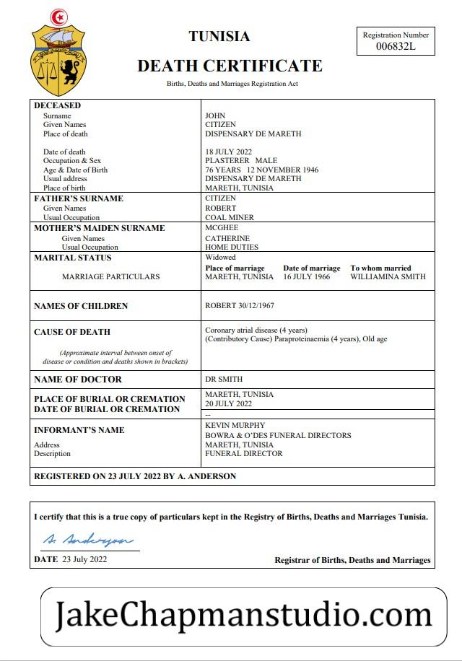 TUNISIA
DEATH CERTIFICATE
Births, Deaths and Marriages Registration Act
Registration Number
006832L
DECEASED
Surname JOHN
Given Names CITIZEN
Place of death DISPENSARY DE MARETH
Date of death 18 JULY 2022
Occupation & Sex PLASTERER MALE
Age & Date of Birth 76 YEARS 12 NOVEMBER 1946
Usual address DISPENSARY DE MARETH
Place of birth MARETH, TUNISIA
FATHER'S SURNAME CITIZEN
Given Names ROBERT
Usual Occupation COAL MINER
MOTHER'S MAIDEN SURNAME MCGHEE
Given Names CATHERINE
Usual Occupation HOME DUTIES
MARITAL STATUS Widowed
Place of marriage Date of marriage To whom married
MARRIAGE PARTICULARS MARETH, TUNISIA 16 JULY 1966 WILLIAMINA SMITH
NAMES OF CHILDREN ROBERT 30/12/1967
CAUSE OF DEATH Coronary atrial disease (4 years)
(Contributory Cause) Paraproteinaemia (4 years), Old age
(Approximate interval between onset of
disease or condition and deaths shown in brackets)
NAME OF DOCTOR DR SMITH
PLACE OF BURIAL OR CREMATION MARETH, TUNISIA
DATE OF BURIAL OR CREMATION 20 JULY 2022
--
INFORMANT'S NAME KEVIN MURPHY
BOWRA & O'DES FUNERAL DIRECTORS
Address MARETH, TUNISIA
Description FUNERAL DIRECTOR
REGISTERED ON 23 JULY 2022 BY A. ANDERSON
I certify that this is a true copy of particulars kept in the Registry of Births, Deaths and Marriages Tunisia.
A. Anderson
DATE 23 July 2022 Registrar of Births, Deaths and Marriages
JakeChapmanstudio.com